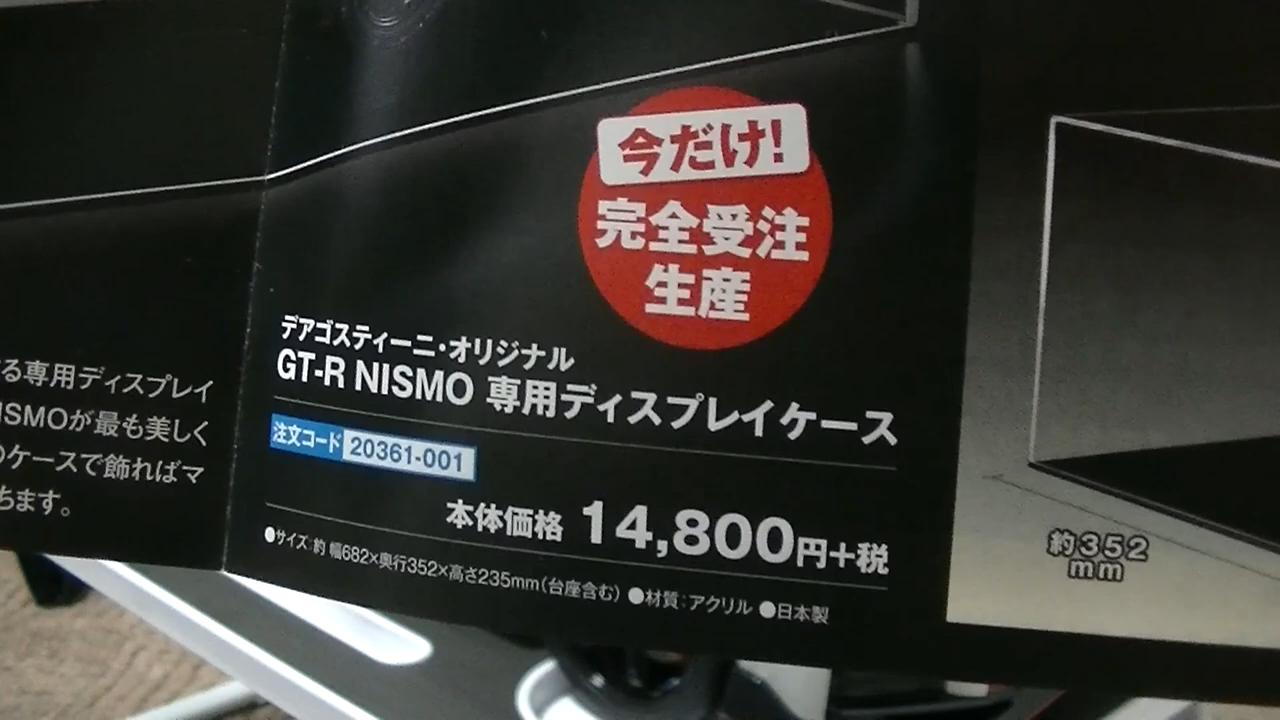 今だけ!
完全受注
生産
る専用ディスプレイ
ISMOが最も美しく
のケースで飾ればマ
ちます。
デアゴスティーニ・オリジナル
GT-R NISMO 専用ディスプレイケース
注文コード 20361-001
本体価格 14,800円+税
●サイズ:約 幅682×奥行352×高さ235mm(台座含む) ●材質:アクリル ●日本製
約352
mm